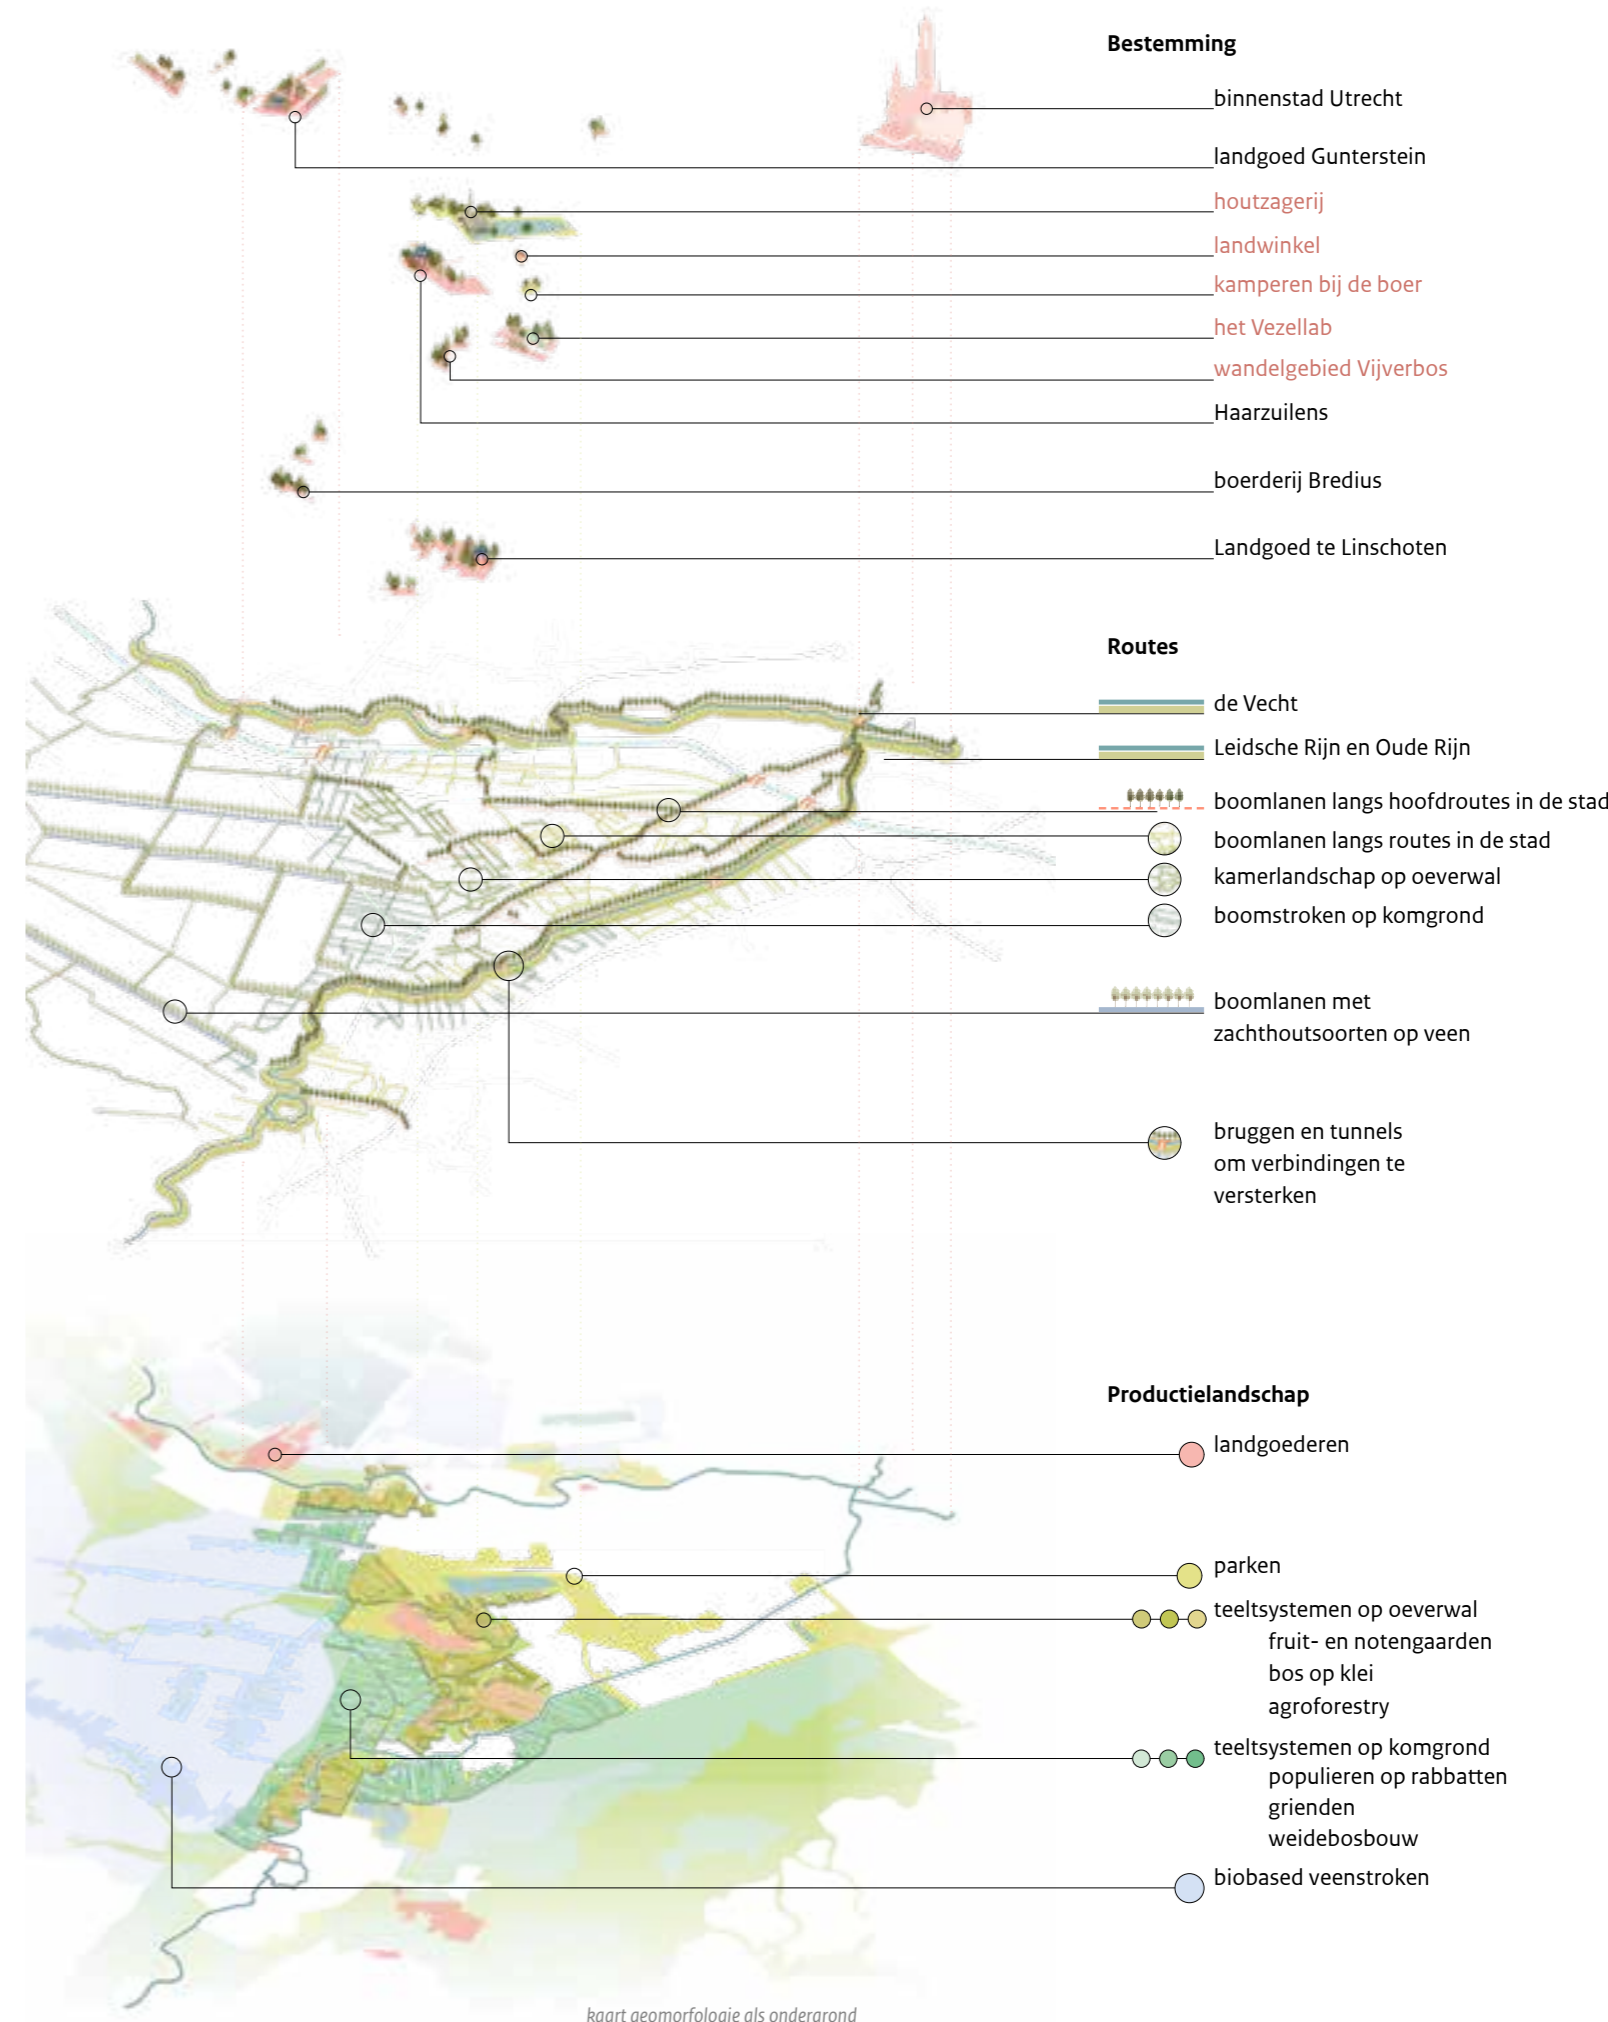 Bestemming
binnenstad Utrecht
landgoed Gunterstein
houtzagerij
landwinkel
kamperen bij de boer
het Vezellab
wandelgebied Vijverbos
Haarzuilens
boerderij Bredius
Landgoed te Linschoten
Routes
de Vecht
Leidsche Rijn en Oude Rijn
boomlanen langs hoofdroutes in de stad
boomlanen langs routes in de stad
kamerlandschap op oeverwal
boomstroken op komgrond
boomlanen met
zachthoutsoorten op veen
bruggen en tunnels
om verbindingen te
versterken
Productielandschap
landgoederen
parken
teeltsystemen op oeverwal
fruit- en notengaarden
bos op klei
agroforestry
teeltsystemen op komgrond
populieren op rabbatten
grienden
weidebosbouw
biobased veenstroken
kaart geomorfologie als ondergrond